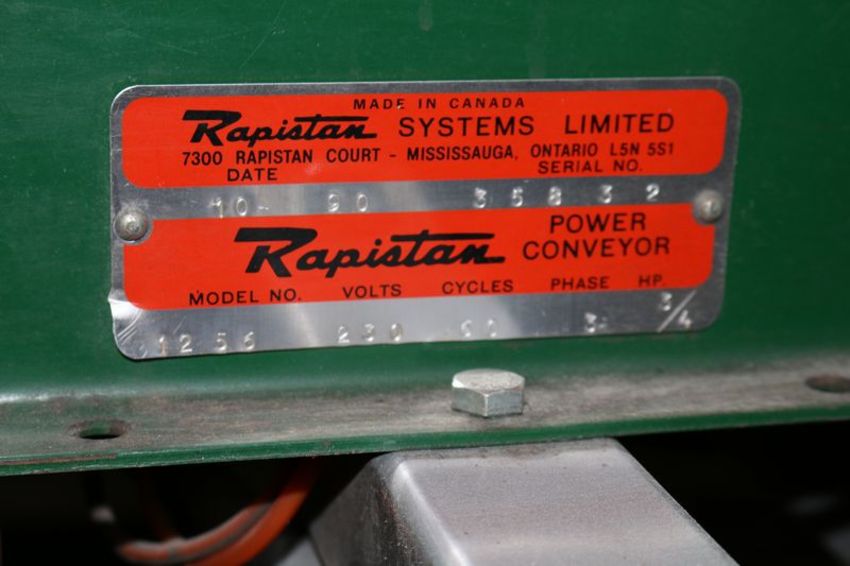 MADE IN CANADA
Rapistan SYSTEMS LIMITED
7300 RAPISTAN COURT - MISSISSAUGA, ONTARIO L5N 5S1
DATE SERIAL NO.
10- 90 35832
Rapistan POWER CONVEYOR
MODEL NO. VOLTS CYCLES PHASE HP.
1256 230 60 3 3/4